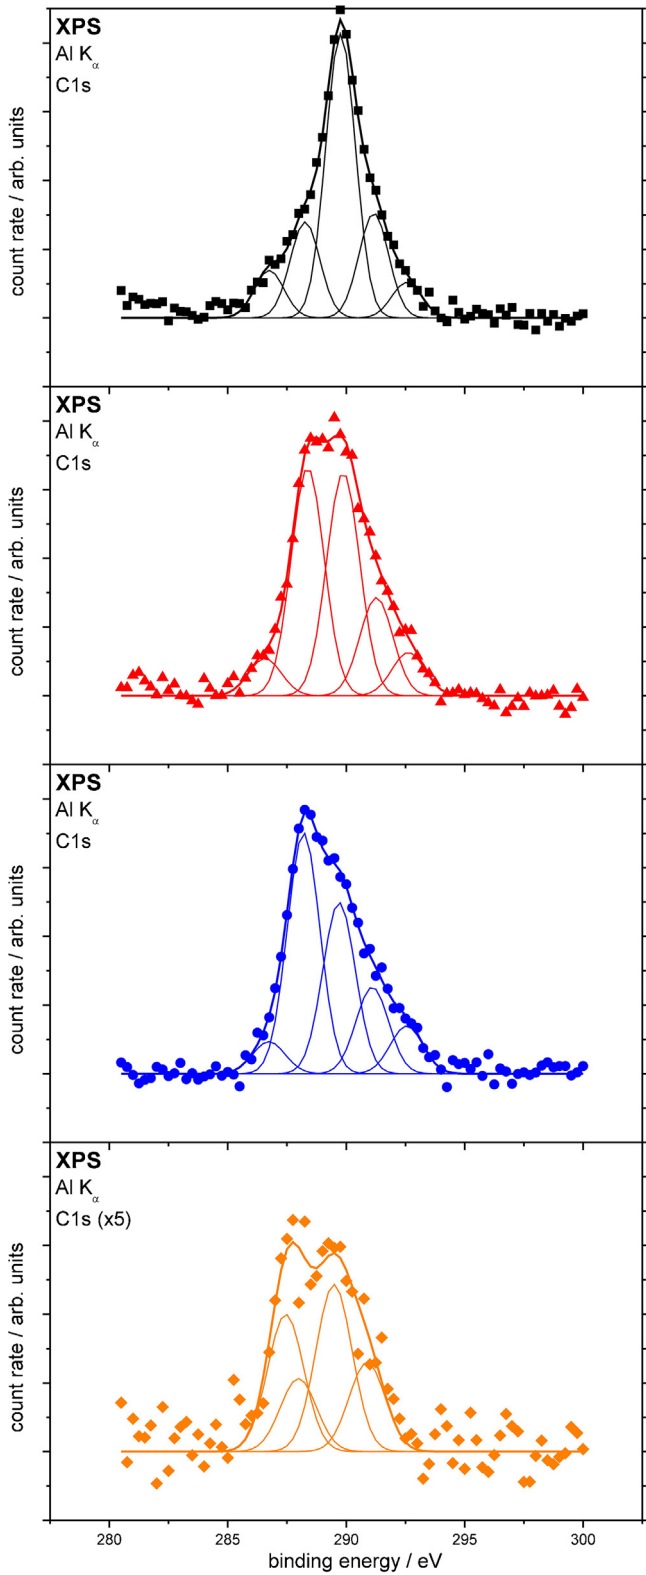 XPS
Al Kα
C1s
count rate / arb. units
XPS
Al Kα
C1s
count rate / arb. units
XPS
Al Kα
C1s
count rate / arb. units
XPS
Al Kα
C1s (x5)
count rate / arb. units
280 285 290 295 300
binding energy / eV